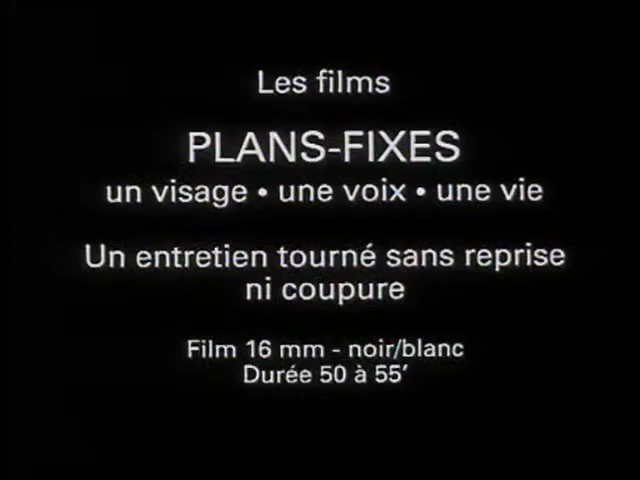 Les films
PLANS-FIXES
un visage • une voix • une vie
Un entretien tourné sans reprise
ni coupure
Film 16 mm - noir/blanc
Durée 50 à 55'